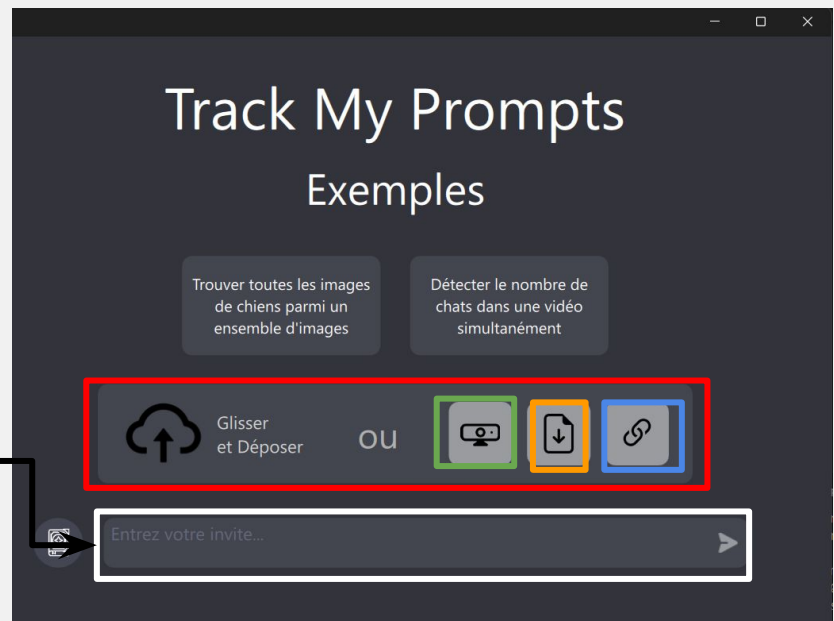 Track My Prompts
Exemples
Trouver toutes les images
de chiens parmi un
ensemble d'images
Détecter le nombre de
chats dans une vidéo
simultanément
Glisser
et Déposer
ou
Entrez votre invite...